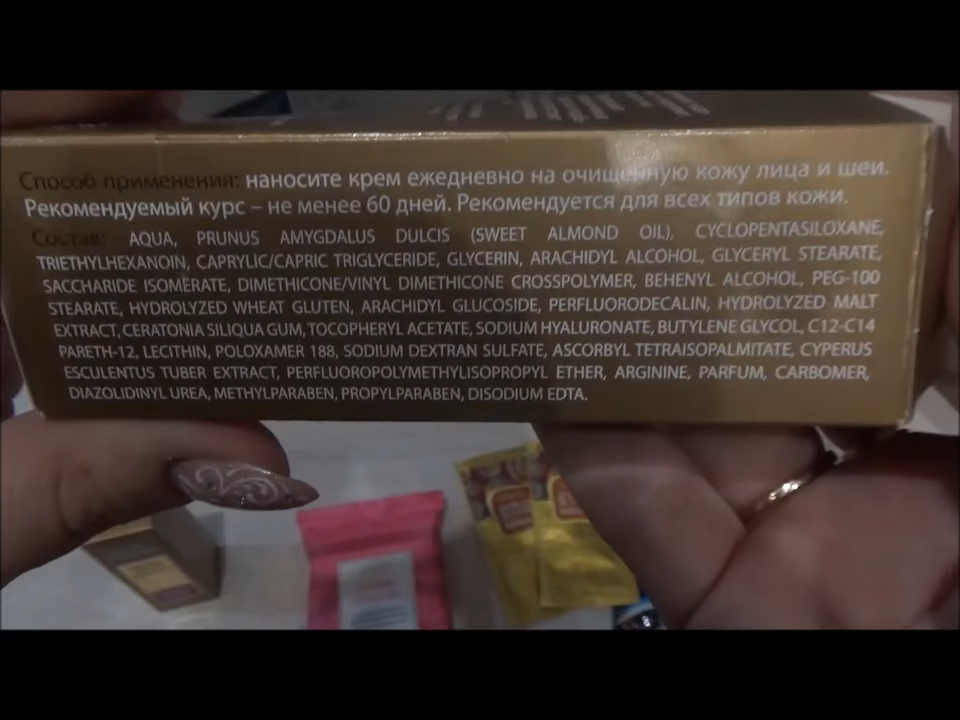 Способ применения: наносите крем ежедневно на очищенную кожу лица и шеи.
Рекомендуемый курс – не менее 60 дней. Рекомендуется для всех типов кожи.
Состав: AQUA, PRUNUS AMYGDALUS DULCIS (SWEET ALMOND OIL), CYCLOPENTASILOXANE,
TRIETHYLHEXANOIN, CAPRYLIC/CAPRIC TRIGLYCERIDE, GLYCERIN, ARACHIDYL ALCOHOL, GLYCERYL STEARATE,
SACCHARIDE ISOMERATE, DIMETHICONE/VINYL DIMETHICONE CROSSPOLYMER, BEHENYL ALCOHOL, PEG-100
STEARATE, HYDROLYZED WHEAT GLUTEN, ARACHIDYL GLUCOSIDE, PERFLUORODECALIN, HYDROLYZED MALT
EXTRACT, CERATONIA SILIQUA GUM, TOCOPHERYL ACETATE, SODIUM HYALURONATE, BUTYLENE GLYCOL, C12-C14
PARETH-12, LECITHIN, POLOXAMER 188, SODIUM DEXTRAN SULFATE, ASCORBYL TETRAISOPALMITATE, CYPERUS
ESCULENTUS TUBER EXTRACT, PERFLUOROPOLYMETHYLISOPROPYL ETHER, ARGININE, PARFUM, CARBOMER,
DIAZOLIDINYL UREA, METHYLPARABEN, PROPYLPARABEN, DISODIUM EDTA.